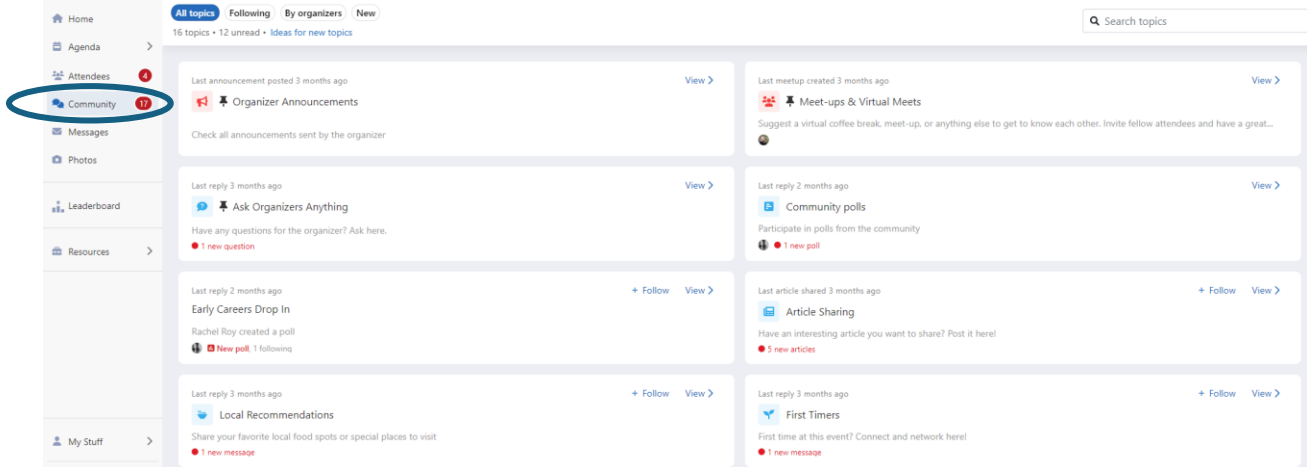 Home
Agenda
Attendees 4
Community 17
Messages
Photos
Leaderboard
Resources
My Stuff
All topics Following By organizers New
16 topics • 12 unread • Ideas for new topics
Search topics
Last announcement posted 3 months ago View
Organizer Announcements
Check all announcements sent by the organizer
Last meetup created 3 months ago View
Meet-ups & Virtual Meets
Suggest a virtual coffee break, meet-up, or anything else to get to know each other. Invite fellow attendees and have a great...
Last reply 3 months ago View
Ask Organizers Anything
Have any questions for the organizer? Ask here.
1 new question
Last reply 2 months ago View
Community polls
Participate in polls from the community
1 new poll
Last reply 2 months ago + Follow View
Early Careers Drop In
Rachel Roy created a poll
New poll, 1 following
Last article shared 3 months ago + Follow View
Article Sharing
Have an interesting article you want to share? Post it here!
5 new articles
Last reply 3 months ago + Follow View
Local Recommendations
Share your favorite local food spots or special places to visit
1 new message
Last reply 3 months ago + Follow View
First Timers
First time at this event? Connect and network here!
1 new message